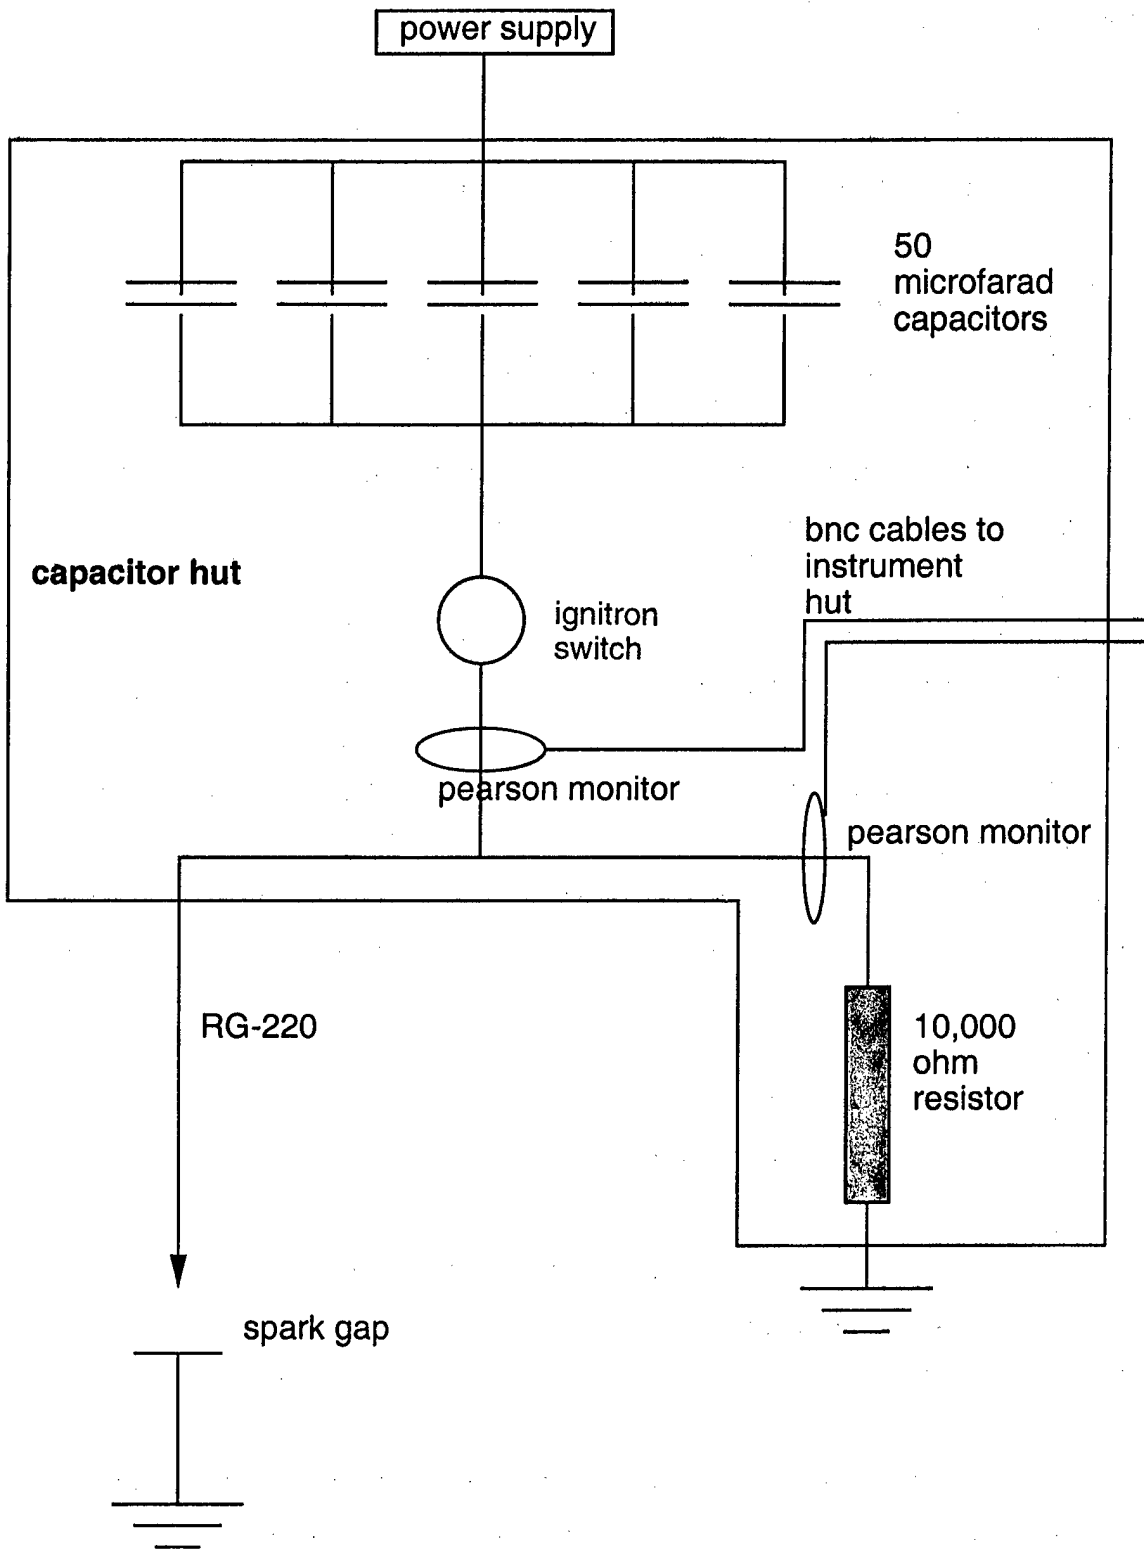 power supply
50
microfarad
capacitors
bnc cables to
instrument
hut
capacitor hut
ignitron
switch
pearson monitor
pearson monitor
RG-220
10,000
ohm
resistor
spark gap